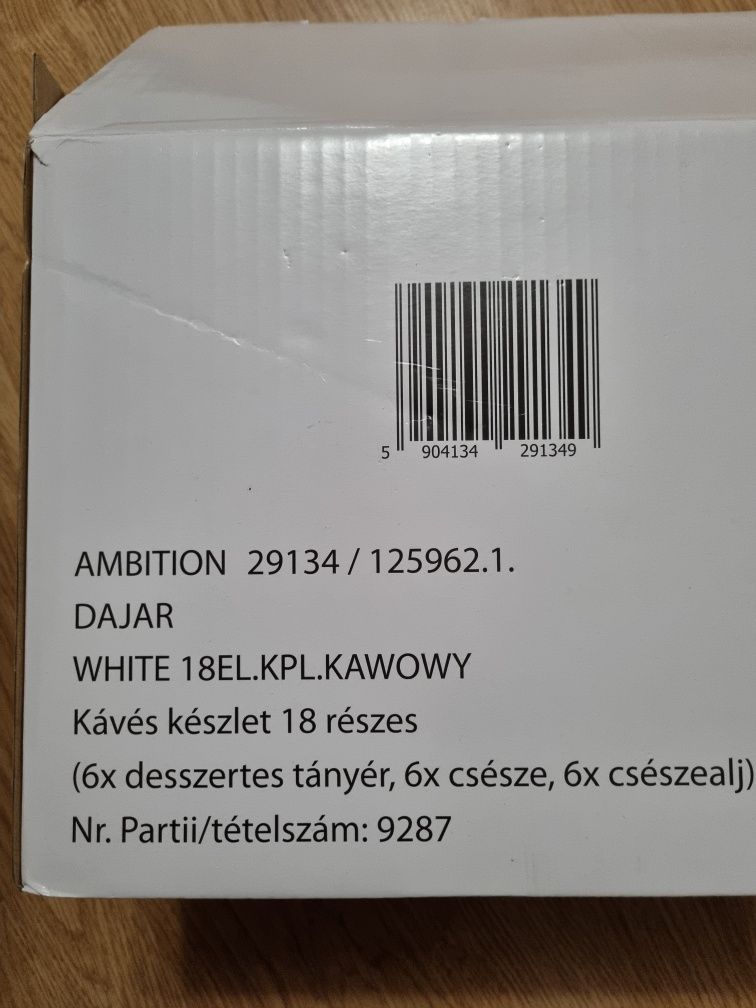 5 904134 291349
AMBITION 29134 / 125962.1.
DAJAR
WHITE 18EL.KPL.KAWOWY
Kávés készlet 18 részes
(6x desszertes tányér, 6x csésze, 6x csészealj)
Nr. Partii/tételszám: 9287